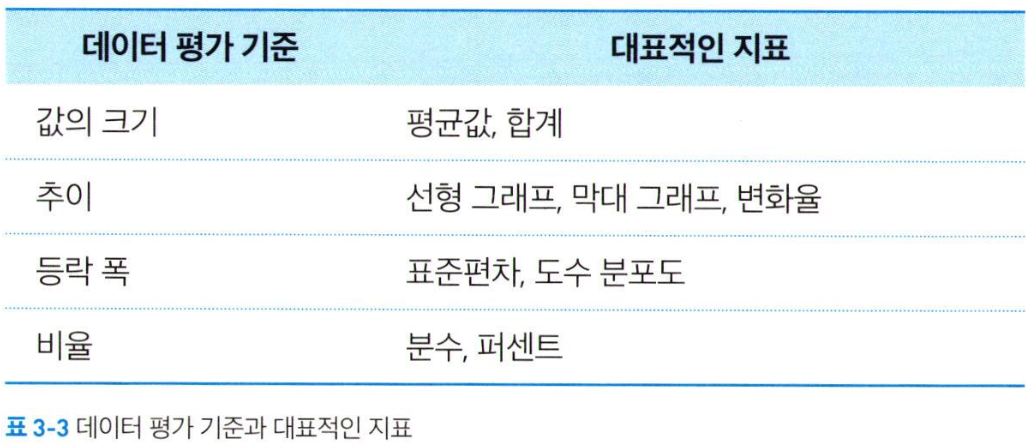 데이터 평가 기준 대표적인 지표
값의 크기 평균값, 합계
추이 선형 그래프, 막대 그래프, 변화율
등락 폭 표준편차, 도수 분포도
비율 분수, 퍼센트
표 3-3 데이터 평가 기준과 대표적인 지표